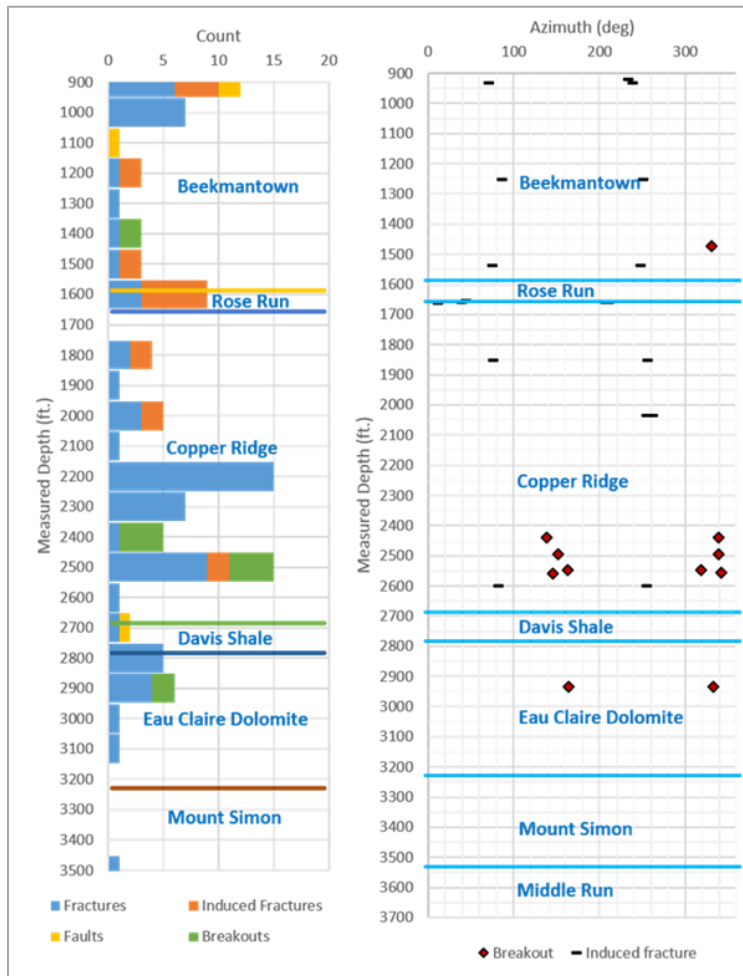 Count
0 5 10 15 20
900
1000
1100
1200
1300
1400
1500
1600
1700
1800
1900
2000
2100
2200
2300
2400
2500
2600
2700
2800
2900
3000
3100
3200
3300
3400
3500
Measured Depth (ft.)
Beekmantown
Rose Run
Copper Ridge
Davis Shale
Eau Claire Dolomite
Mount Simon
Fractures Induced Fractures
Faults Breakouts
Azimuth (deg)
0 100 200 300
900
1000
1100
1200
1300
1400
1500
1600
1700
1800
1900
2000
2100
2200
2300
2400
2500
2600
2700
2800
2900
3000
3100
3200
3300
3400
3500
3600
3700
Measured Depth (ft.)
Beekmantown
Rose Run
Copper Ridge
Davis Shale
Eau Claire Dolomite
Mount Simon
Middle Run
Breakout Induced fracture